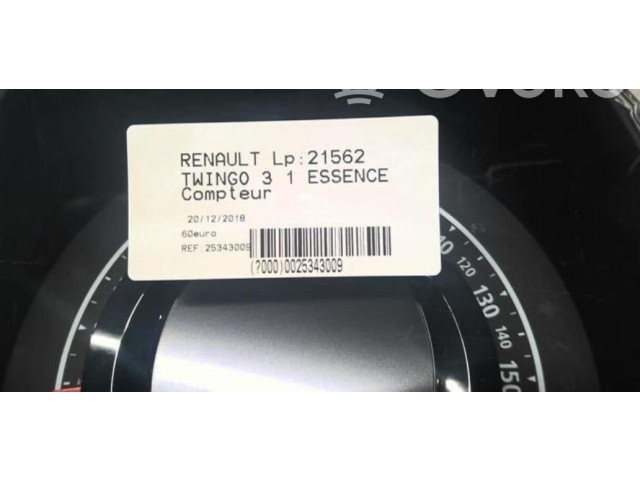 RENAULT Lp:21562
TWINGO 3 1 ESSENCE
Compteur
20/12/2018
60euro
REF 25343009
(?000)0025343009
120
130
140
150